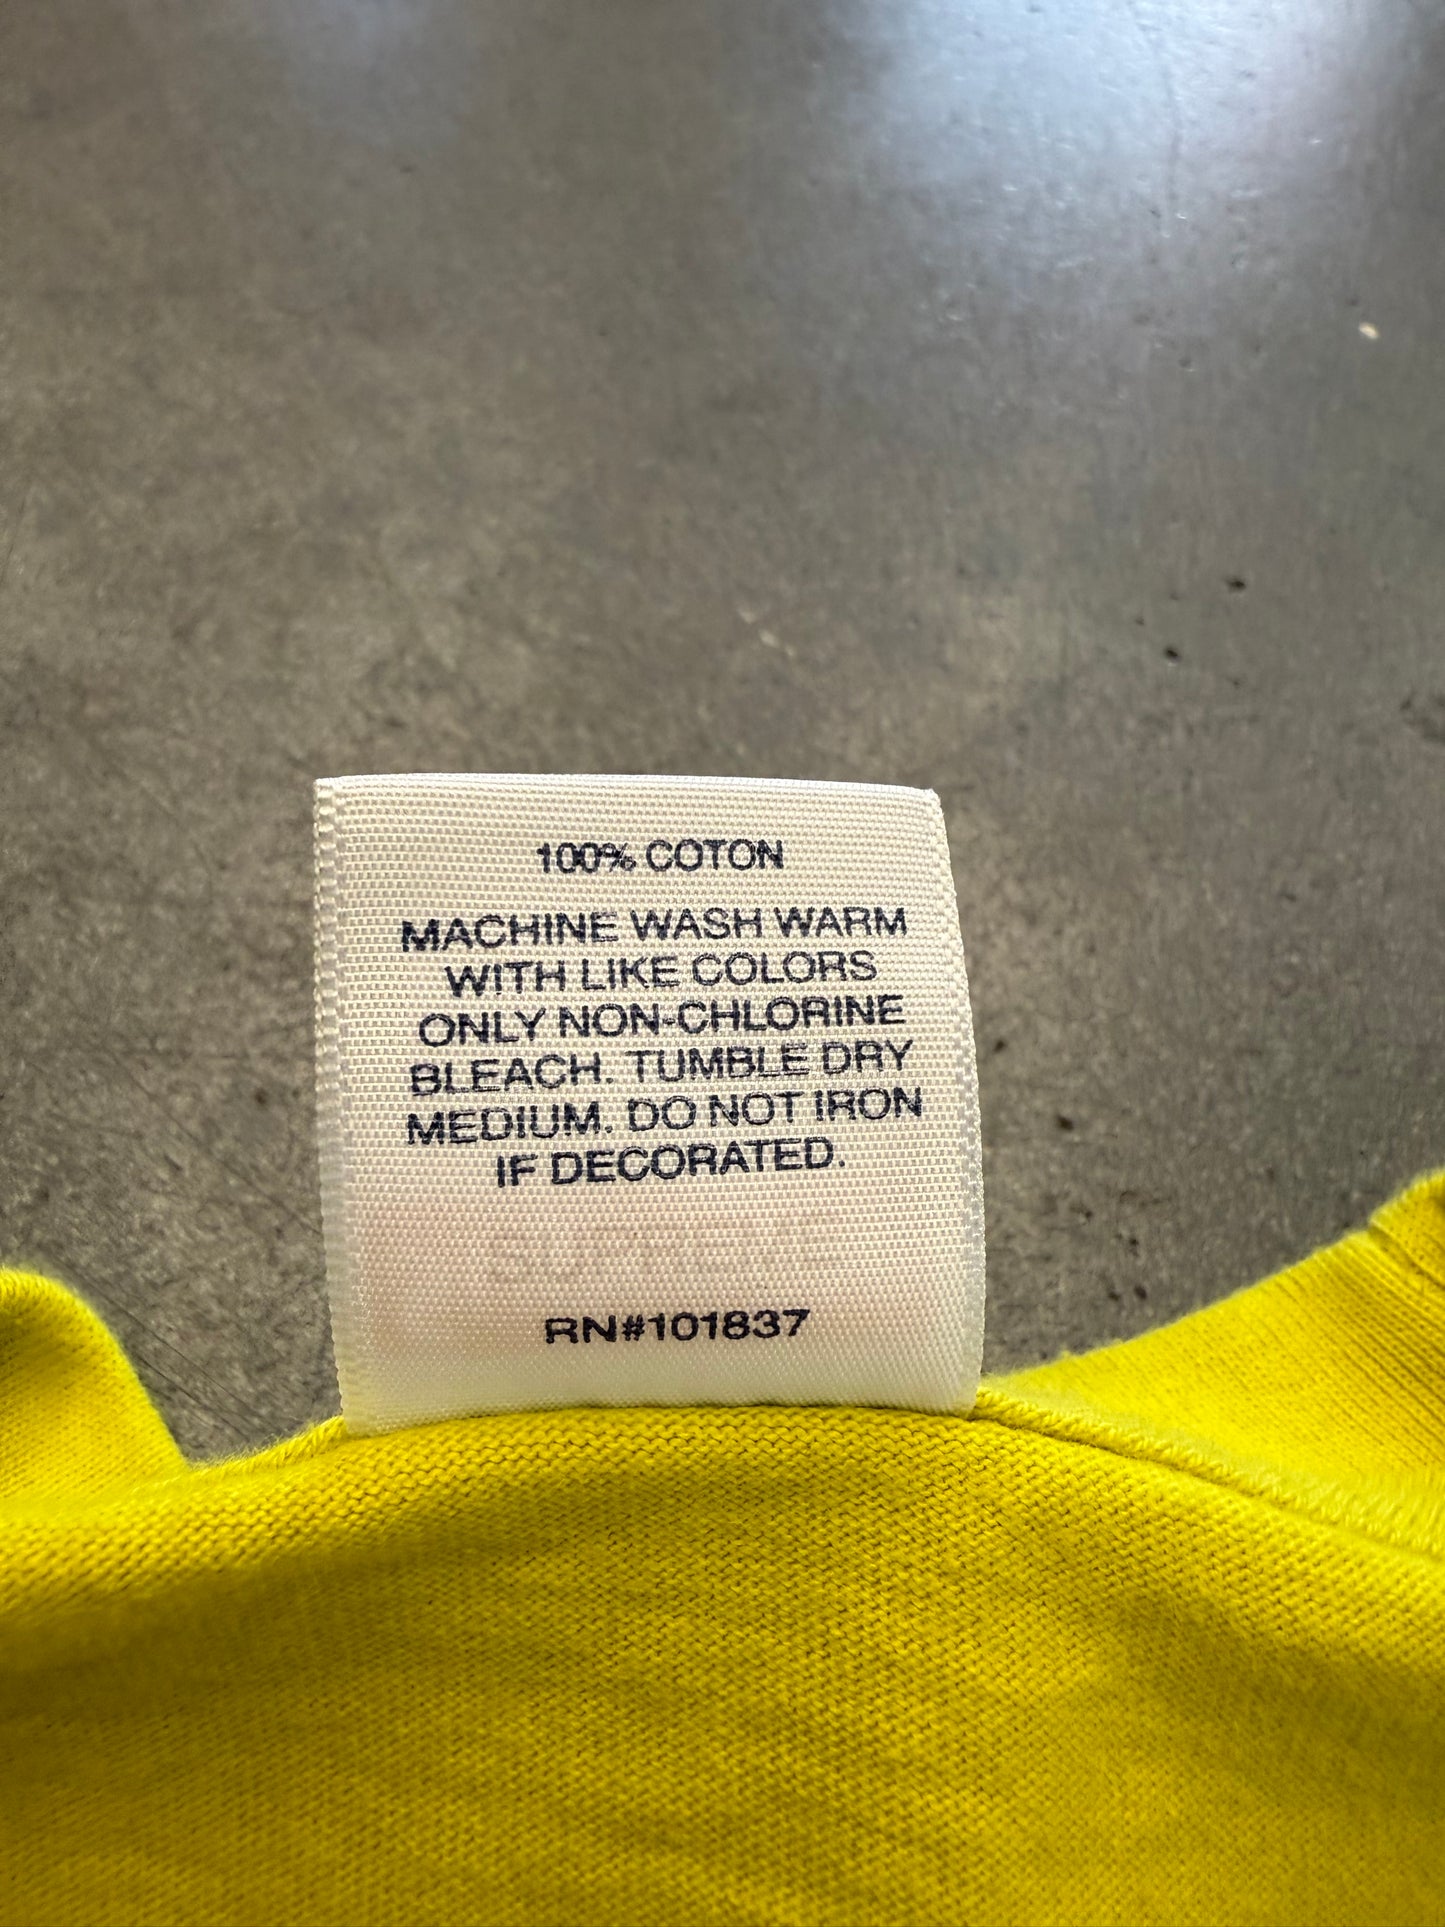 100% COTON
MACHINE WASH WARM
WITH LIKE COLORS
ONLY NON-CHLORINE
BLEACH. TUMBLE DRY
MEDIUM. DO NOT IRON
IF DECORATED.
RN#101837